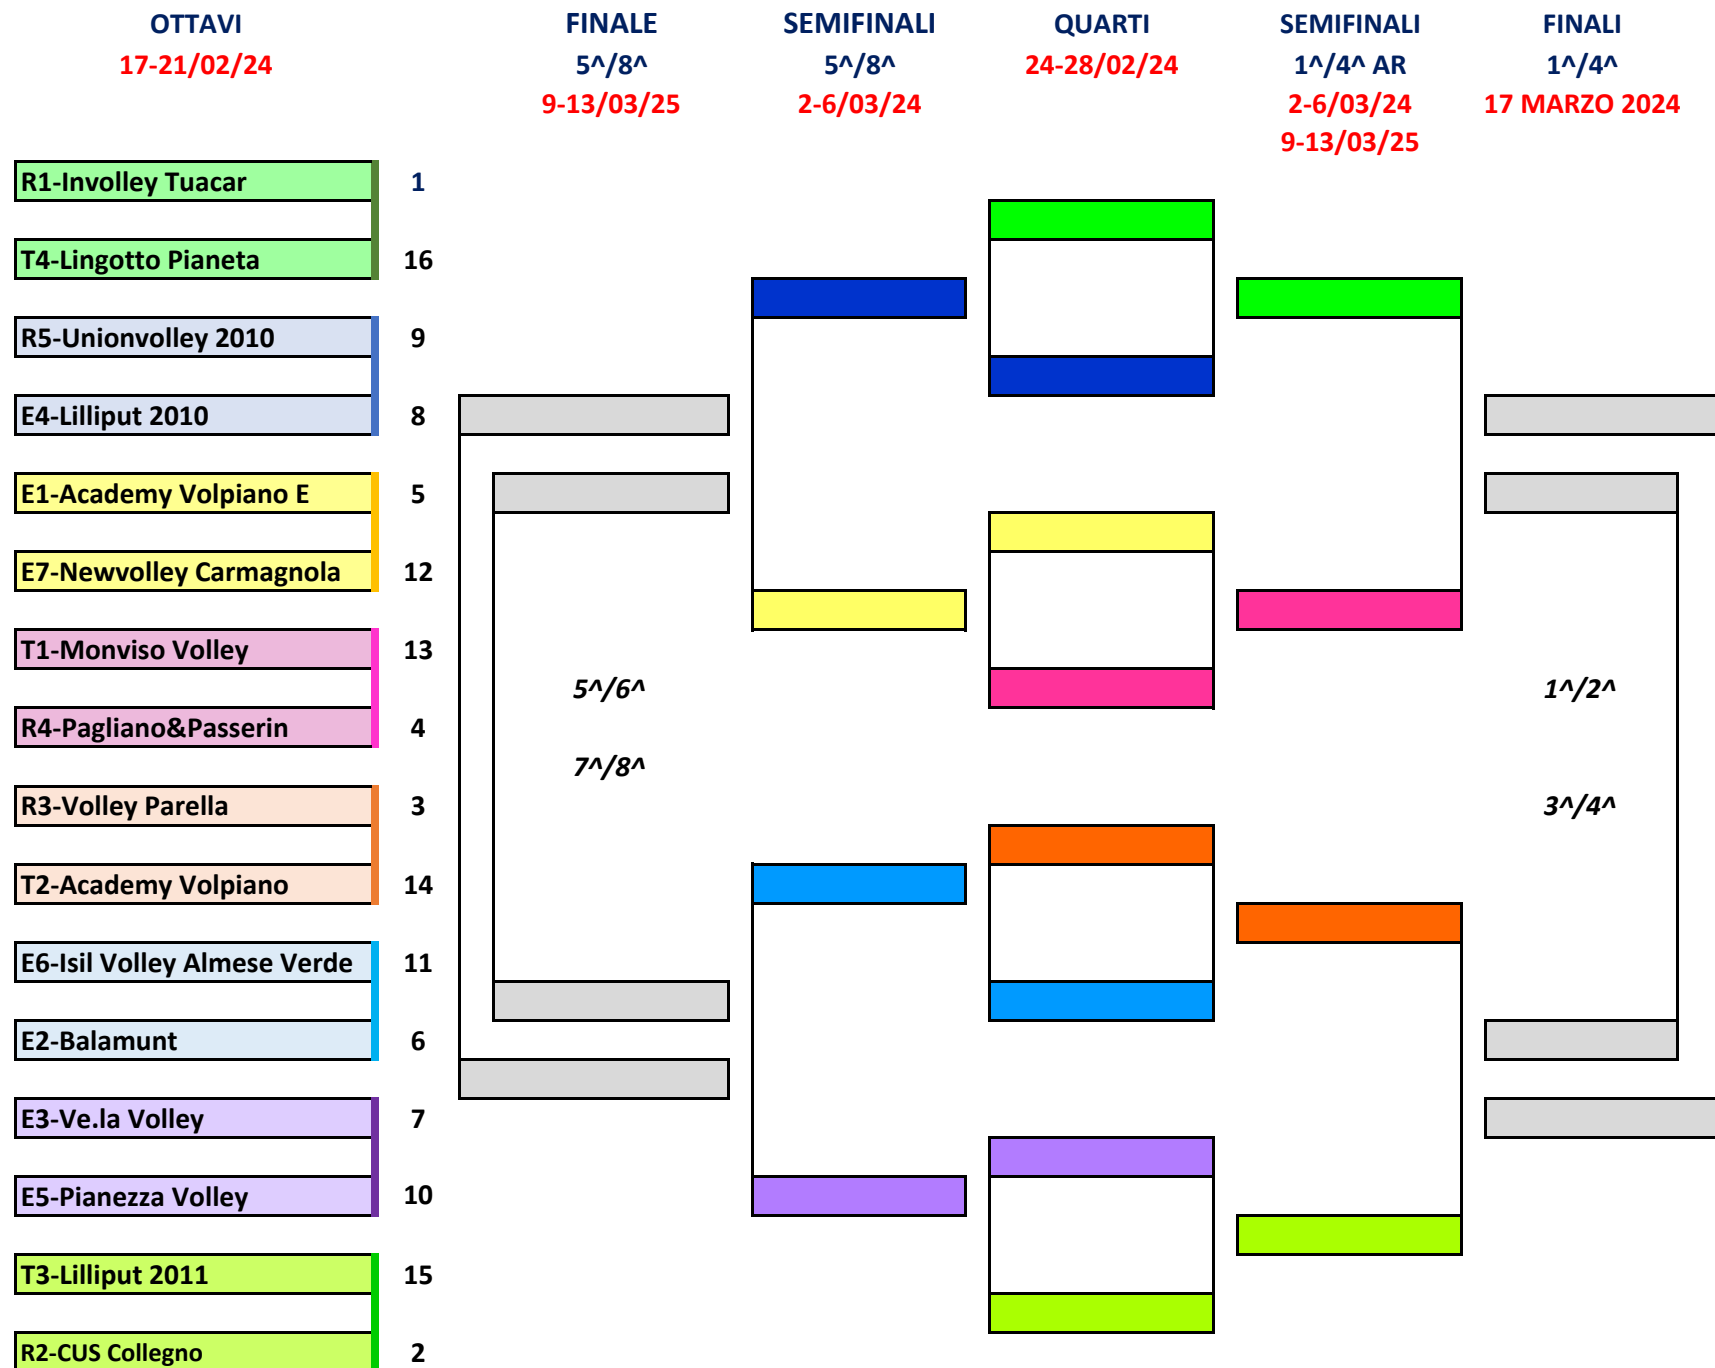 OTTAVI
17-21/02/24
FINALE
5^/8^
9-13/03/25
SEMIFINALI
5^/8^
2-6/03/24
QUARTI
24-28/02/24
SEMIFINALI
1^/4^ AR
2-6/03/24
9-13/03/25
FINALI
1^/4^
17 MARZO 2024
R1-Involley Tuacar 1
T4-Lingotto Pianeta 16
R5-Unionvolley 2010 9
E4-Lilliput 2010 8
E1-Academy Volpiano E 5
E7-Newvolley Carmagnola 12
T1-Monviso Volley 13
5^/6^
1^/2^
R4-Pagliano&Passerin 4
7^/8^
R3-Volley Parella 3
3^/4^
T2-Academy Volpiano 14
E6-Isil Volley Almese Verde 11
E2-Balamunt 6
E3-Ve.la Volley 7
E5-Pianezza Volley 10
T3-Lilliput 2011 15
R2-CUS Collegno 2